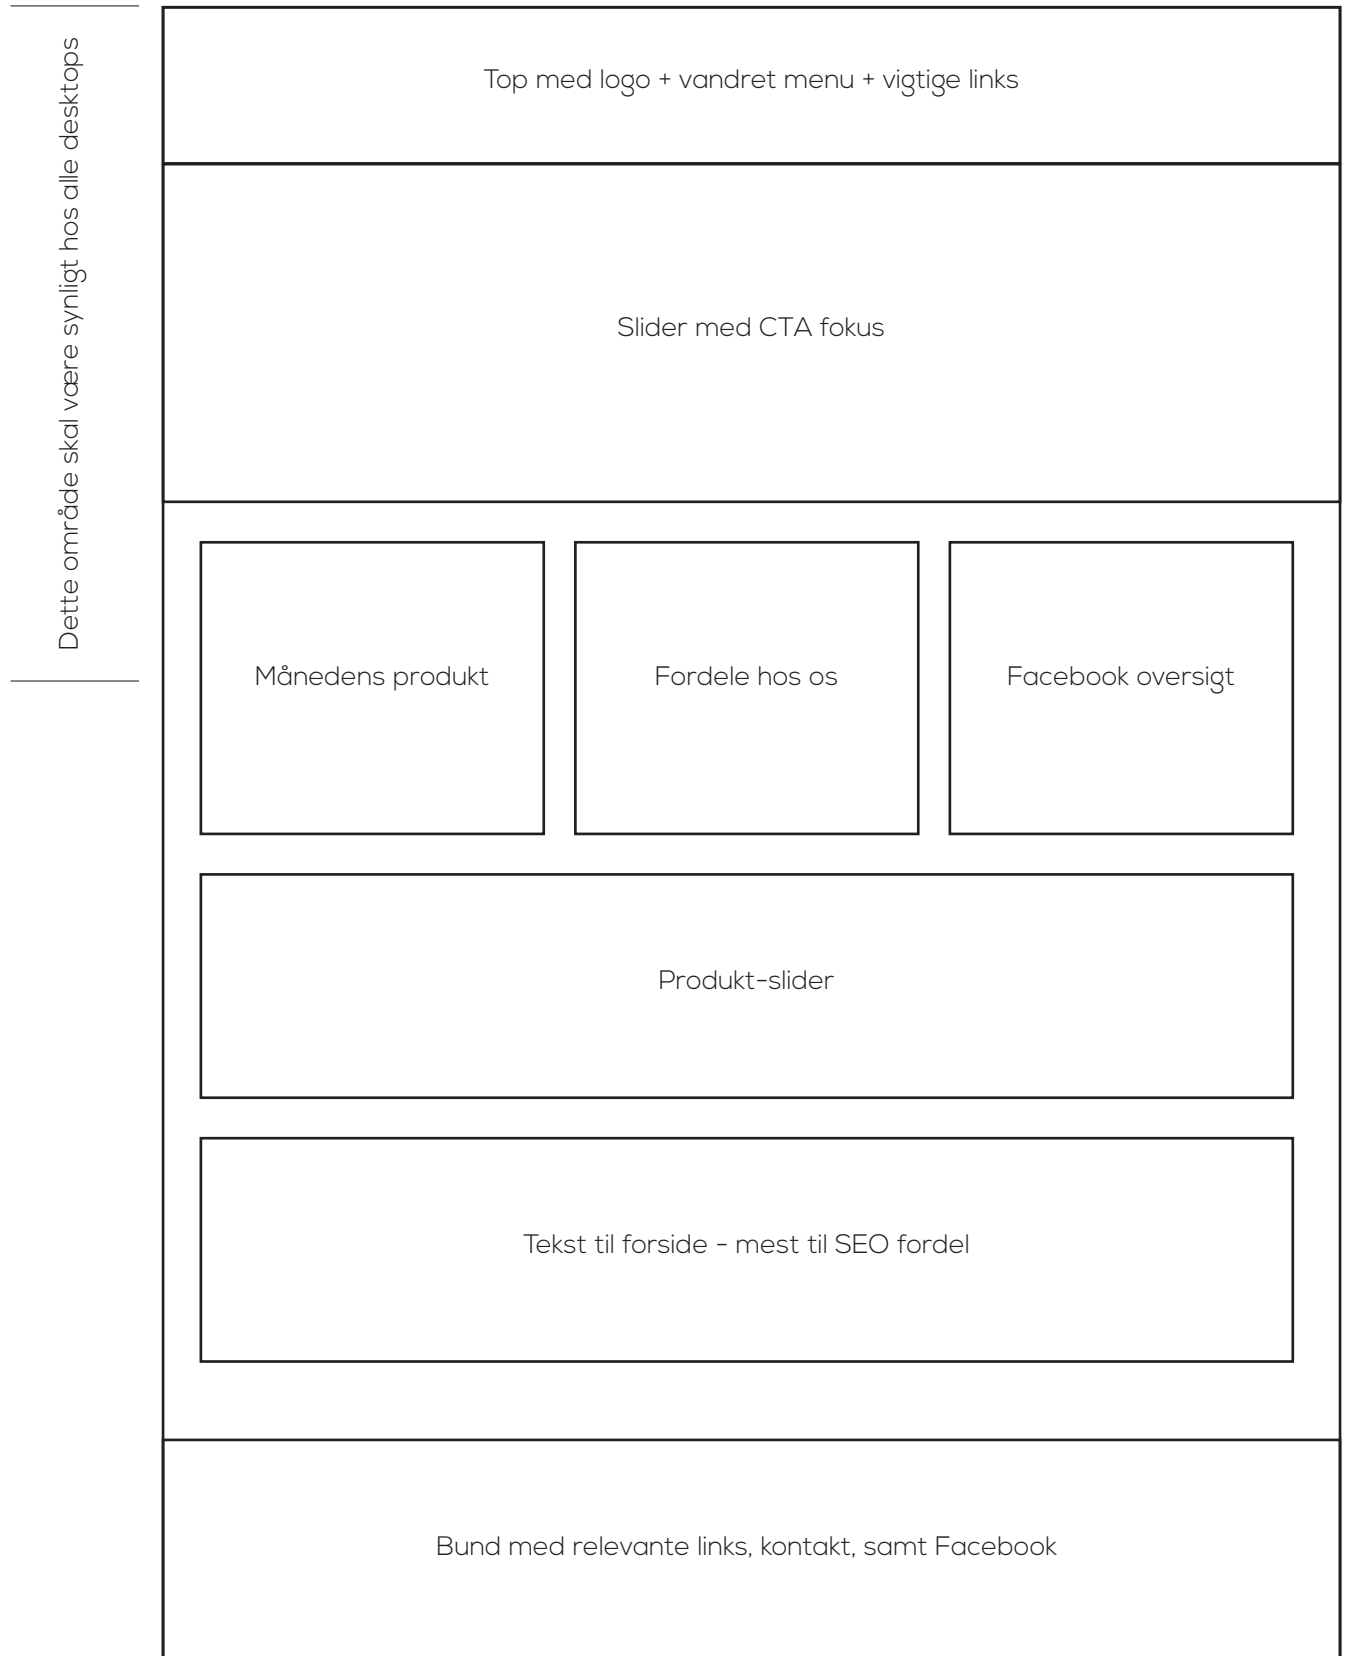 Dette område skal være synligt hos alle desktops
Top med logo + vandret menu + vigtige links
Slider med CTA fokus
Månedens produkt
Fordele hos os
Facebook oversigt
Produkt-slider
Tekst til forside - mest til SEO fordel
Bund med relevante links, kontakt, samt Facebook